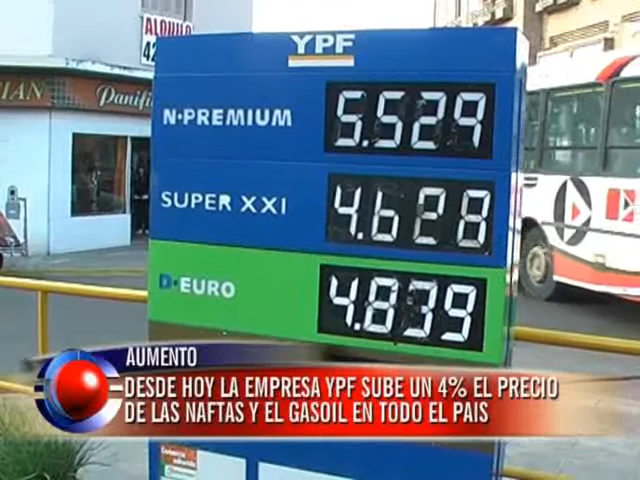 ALQUILO
YPF
N-PREMIUM 5.529
SUPER XXI 4.628
D-EURO 4.839
AUMENTO
DESDE HOY LA EMPRESA YPF SUBE UN 4% EL PRECIO
DE LAS NAFTAS Y EL GASOIL EN TODO EL PAIS